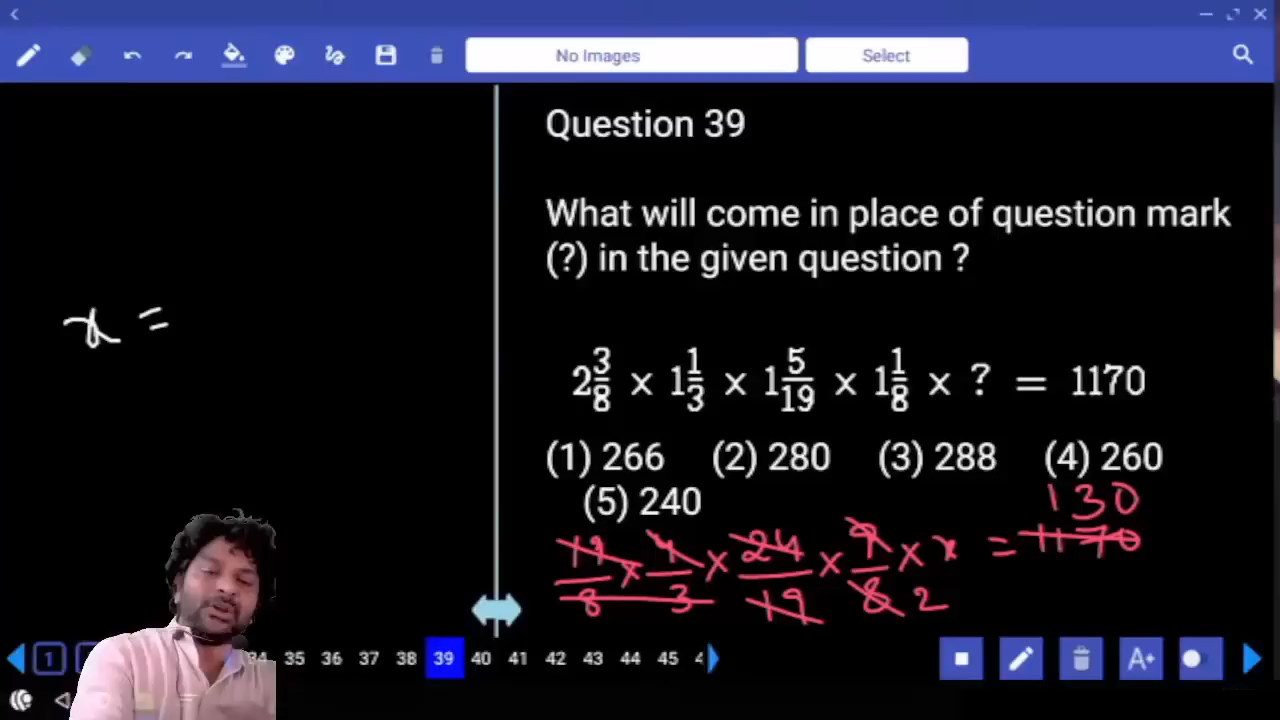 No Images
Select
Question 39
What will come in place of question mark
(?) in the given question ?
x =
2 3/8 × 1 1/3 × 1 5/19 × 1 1/8 × ? = 1170
(1) 266 (2) 280 (3) 288 (4) 260
(5) 240
130
19/8 × 4/3 × 24/19 × 9/8 × x = 1170
2
1 34 35 36 37 38 39 40 41 42 43 44 45 4
A+